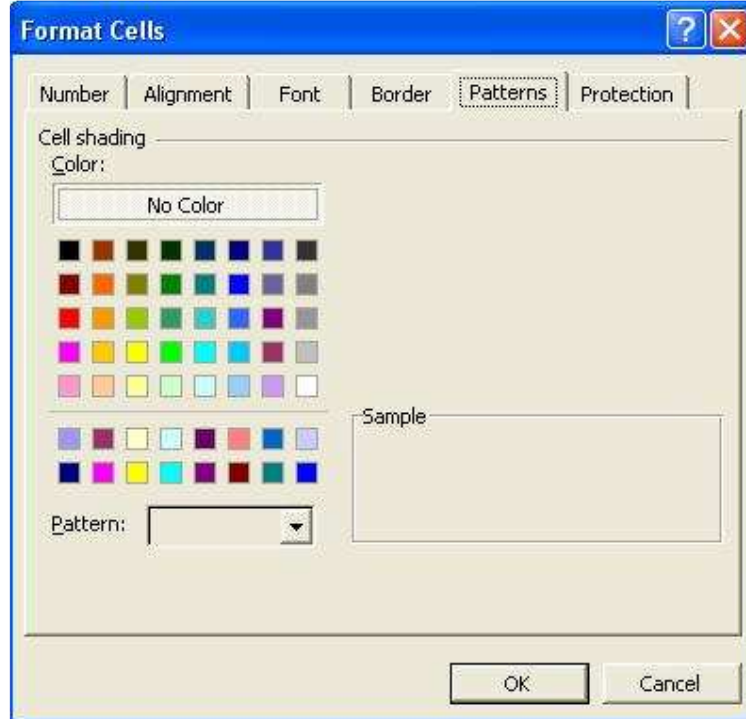 Format Cells
Number Alignment Font Border Patterns Protection
Cell shading
Color:
No Color
Sample
Pattern:
OK Cancel